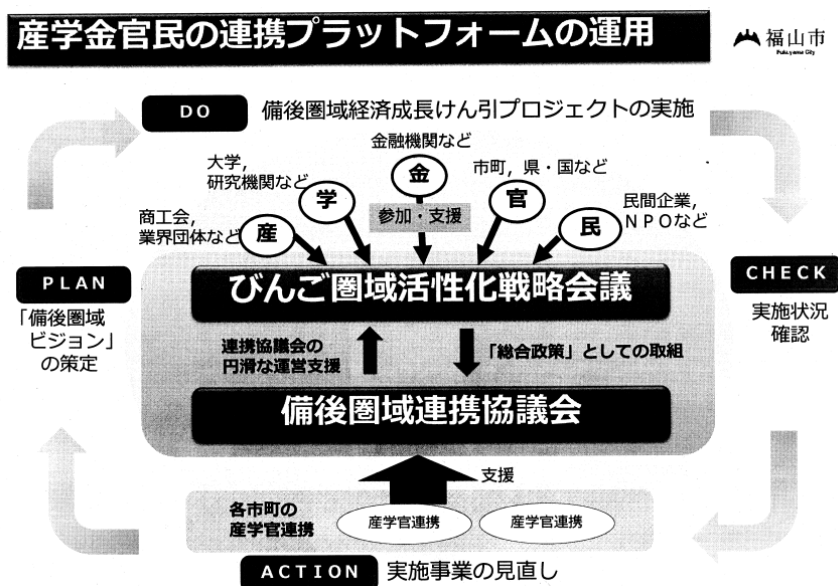 産学金官民の連携プラットフォームの運用
福山市
Fukuyama City
DO
備後圏域経済成長けん引プロジェクトの実施
金融機関など
大学，
研究機関など
市町，県・国など
商工会，
業界団体など
民間企業，
ＮＰＯなど
産
学
金
官
民
参加・支援
PLAN
「備後圏域
ビジョン」
の策定
CHECK
実施状況
確認
びんご圏域活性化戦略会議
連携協議会の
円滑な運営支援
「総合政策」としての取組
備後圏域連携協議会
支援
各市町の
産学官連携
産学官連携
産学官連携
ACTION
実施事業の見直し